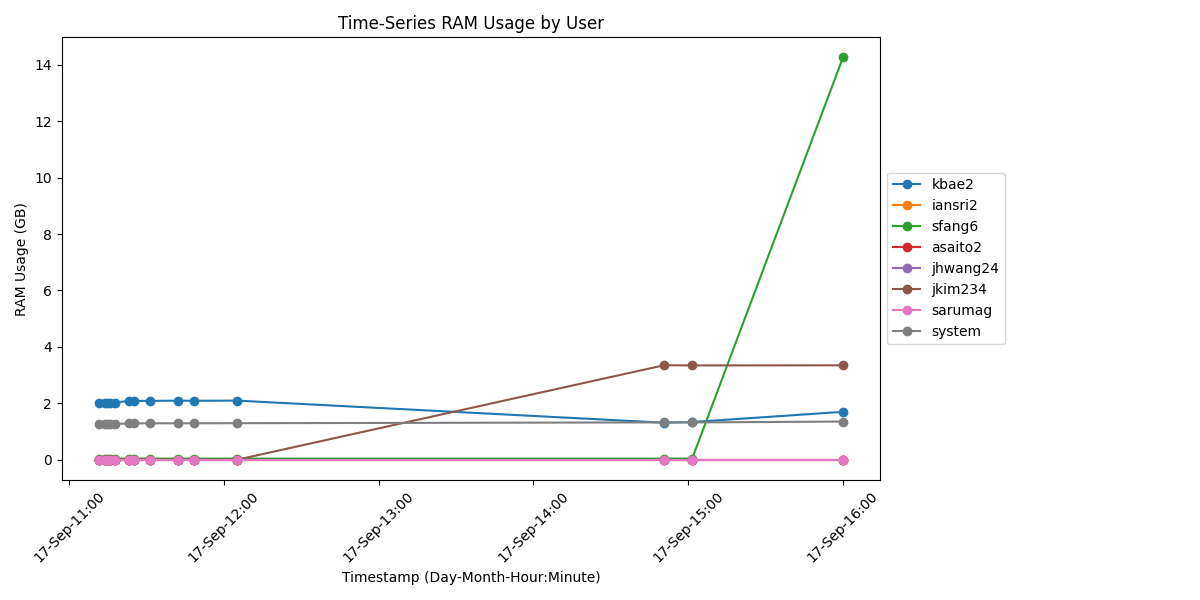 Time-Series RAM Usage by User
14
12
10
8
6
4
2
0
RAM Usage (GB)
17-Sep-11:00
17-Sep-12:00
17-Sep-13:00
17-Sep-14:00
17-Sep-15:00
17-Sep-16:00
Timestamp (Day-Month-Hour:Minute)
kbae2
iansri2
sfang6
asaito2
jhwang24
jkim234
sarumag
system